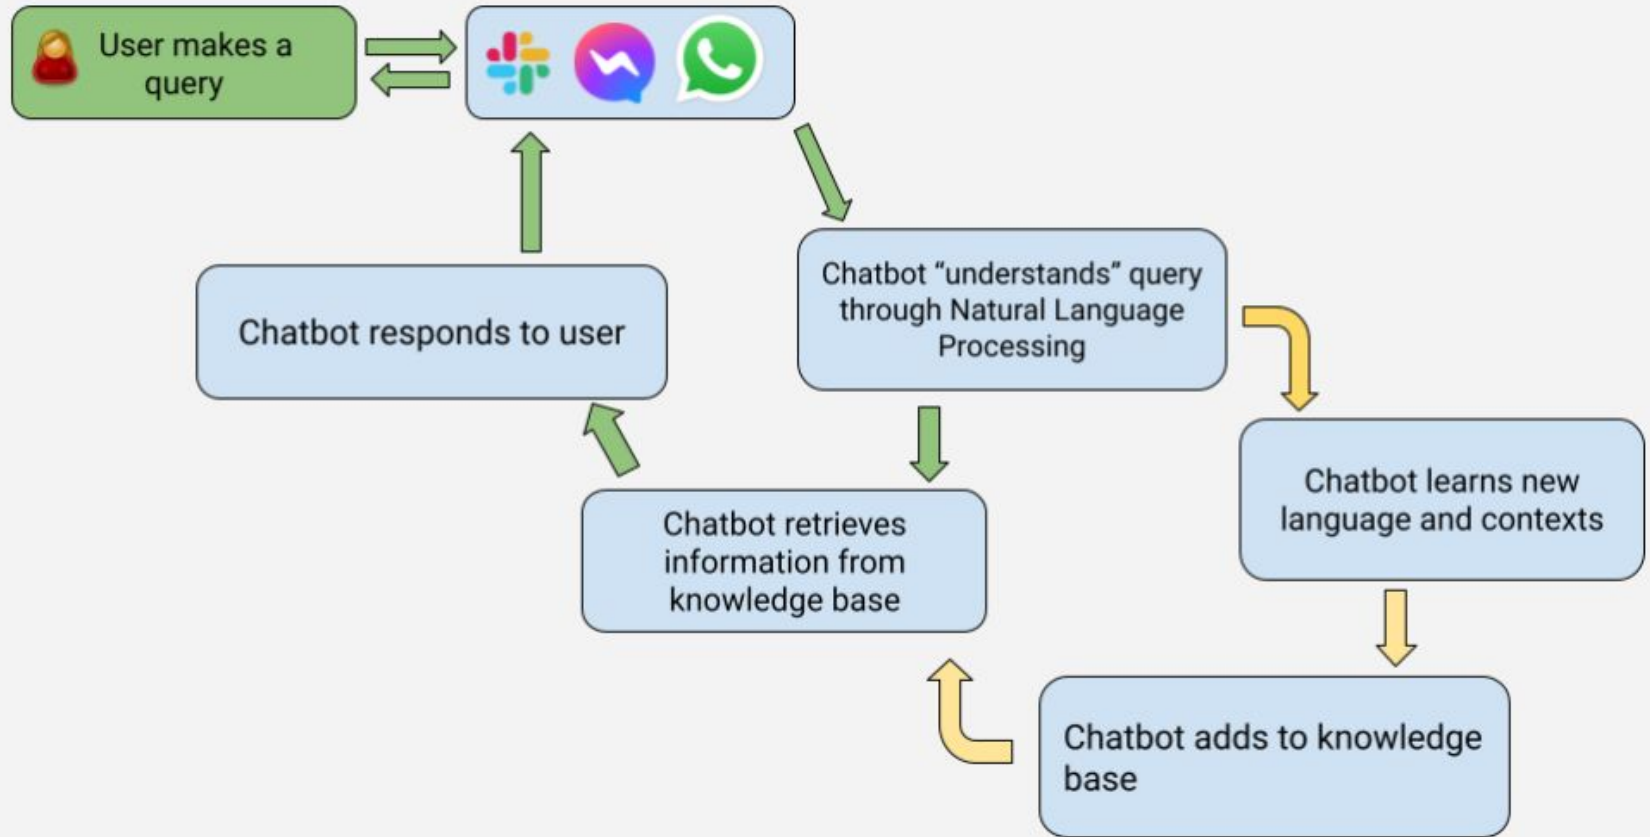 User makes a
query
Chatbot “understands” query
through Natural Language
Processing
Chatbot responds to user
Chatbot learns new
language and contexts
Chatbot retrieves
information from
knowledge base
Chatbot adds to knowledge
base